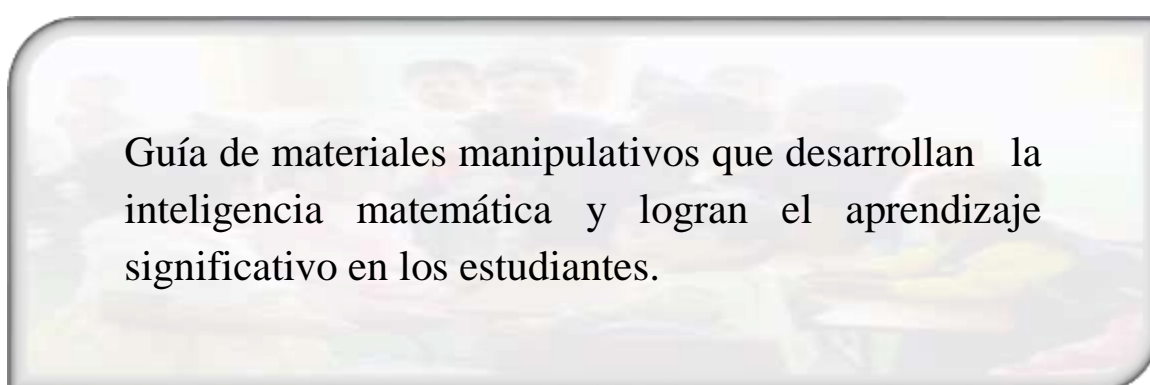 Guía de materiales manipulativos que desarrollan la
inteligencia matemática y logran el aprendizaje
significativo en los estudiantes.